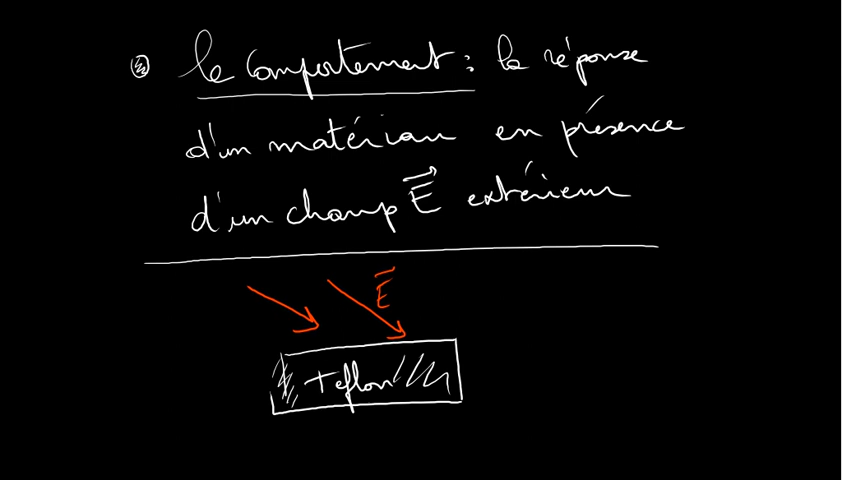 le comportement : la réponse
d'un matériau en présence
d'un champ E extérieur
E
Teflon